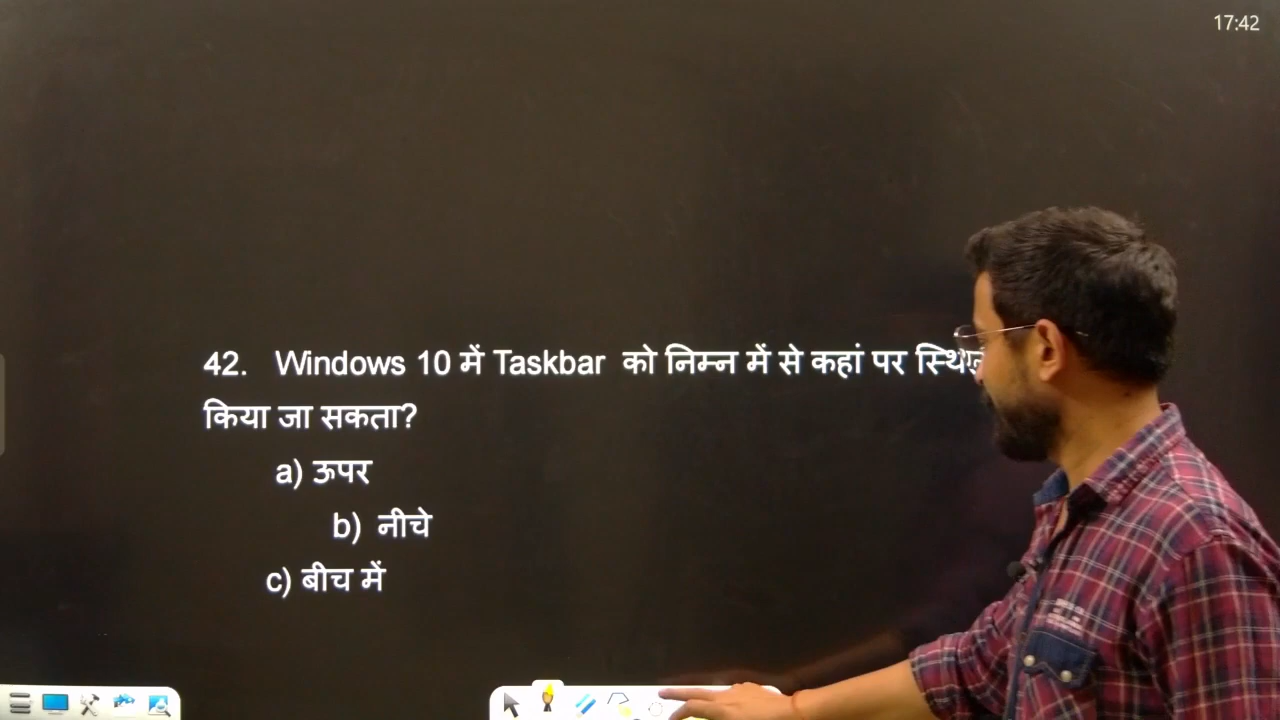 17:42
42. Windows 10 में Taskbar को निम्न में से कहां पर
किया जा सकता?
a) ऊपर
b) नीचे
c) बीच में